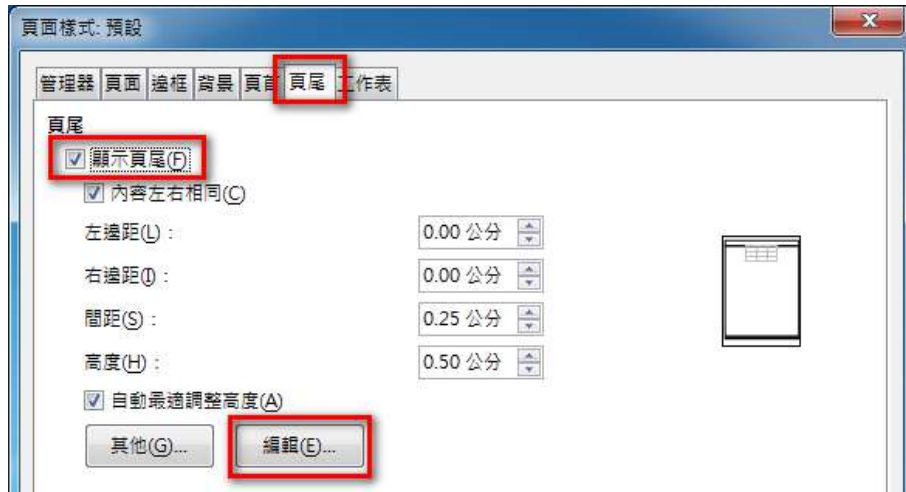 頁面樣式: 預設
管理器 頁面 邊框 背景 頁首 頁尾 工作表
頁尾
顯示頁尾(F)
內容左右相同(C)
左邊距(L)： 0.00 公分
右邊距(I)： 0.00 公分
間距(S)： 0.25 公分
高度(H)： 0.50 公分
自動最適調整高度(A)
其他(G)... 編輯(E)...